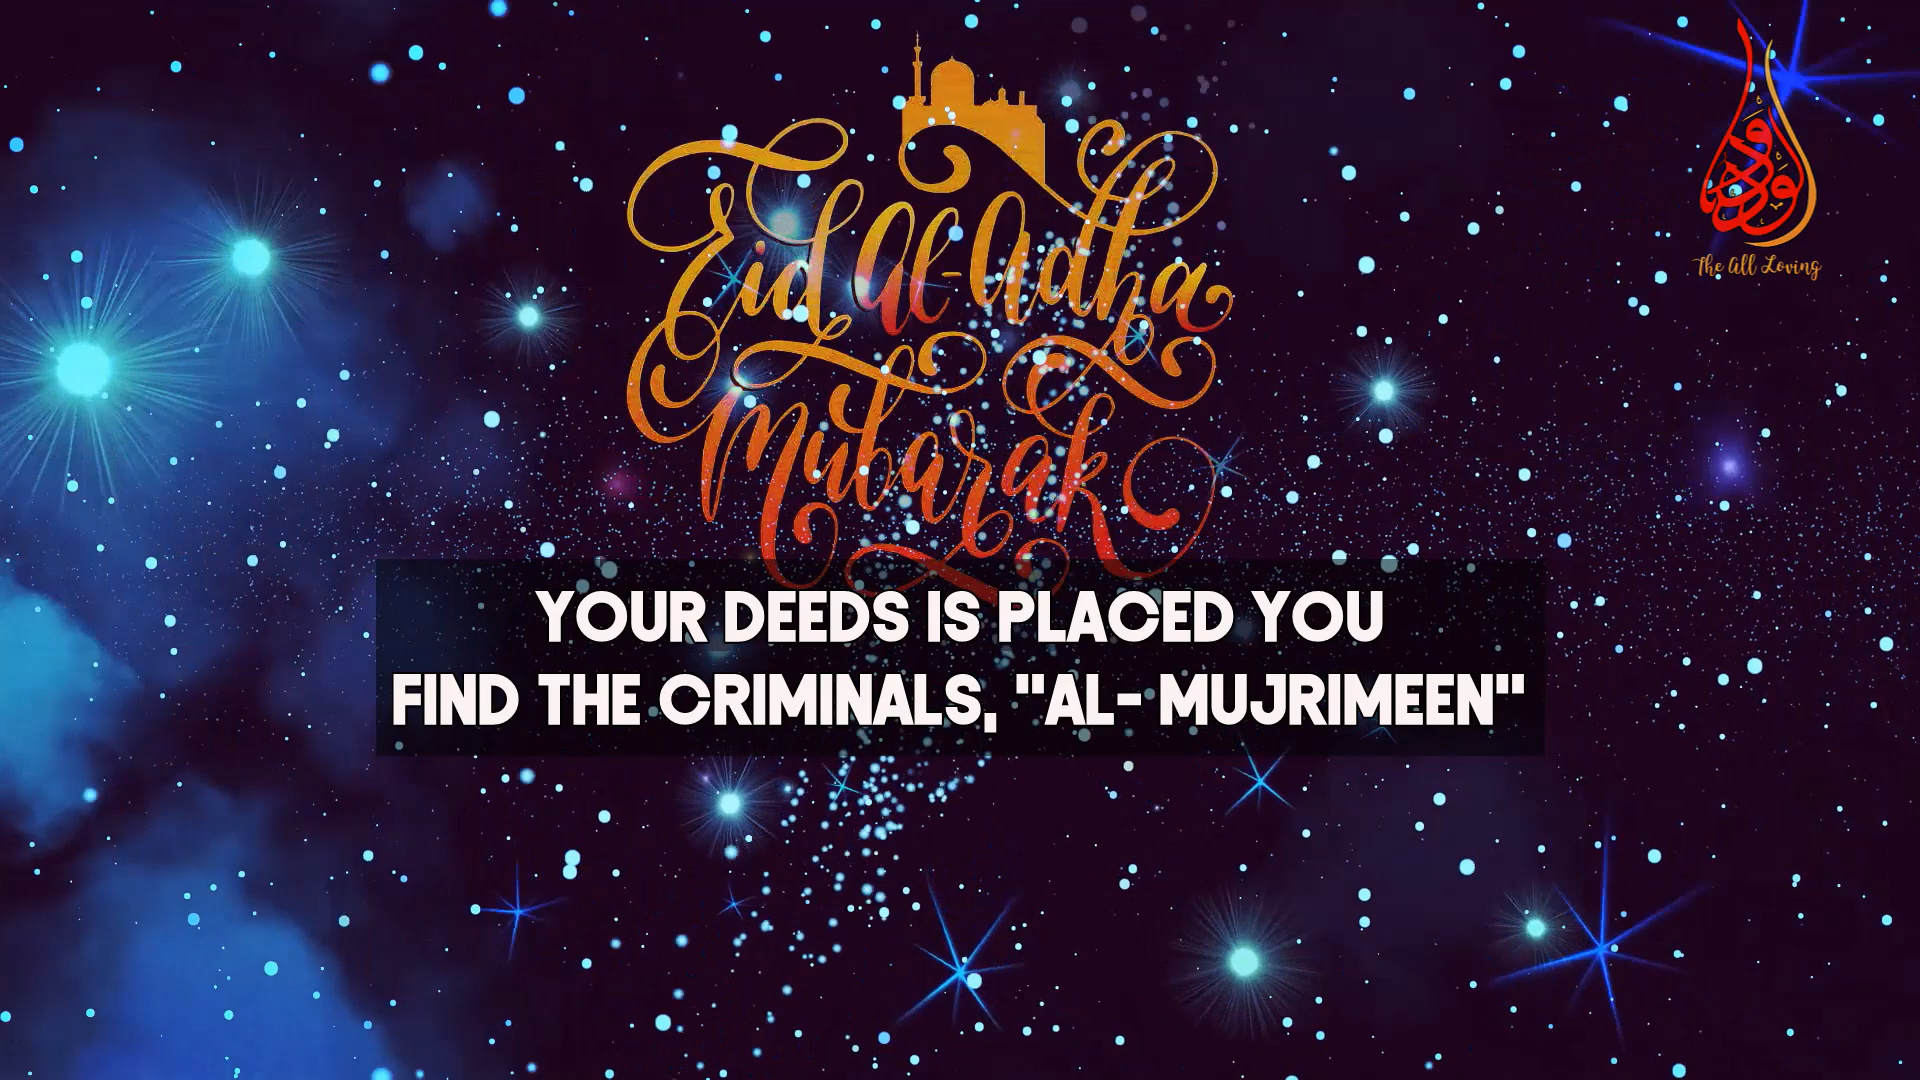 Eid al-Adha
Mubarak
The All Loving
YOUR DEEDS IS PLACED YOU
FIND THE CRIMINALS, "AL- MUJRIMEEN"